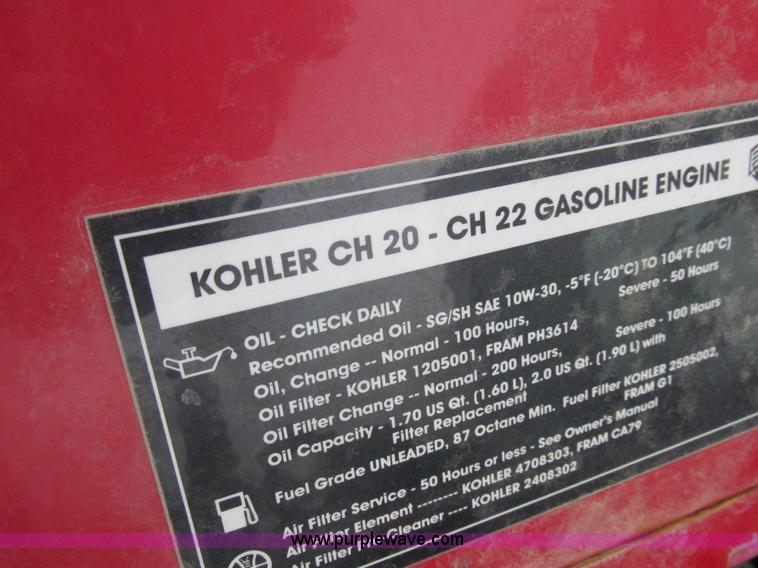 KOHLER CH 20 - CH 22 GASOLINE ENGINE
OIL - CHECK DAILY
Recommended Oil - SG/SH SAE 10W-30, -5°F (-20°C) TO 104°F (40°C)
Oil, Change -- Normal - 100 Hours, Severe - 50 Hours
Oil Filter - KOHLER 1205001, FRAM PH3614
Oil Filter Change -- Normal - 200 Hours, Severe - 100 Hours
Oil Capacity - 1.70 US Qt. (1.60 L), 2.0 US Qt. (1.90 L) with
Filter Replacement
Fuel Grade UNLEADED, 87 Octane Min. Fuel Filter KOHLER 2505002,
FRAM G1
Air Filter Service - 50 Hours or less - See Owner's Manual
Air Element -------- KOHLER 4708303, FRAM CA79
Air Filter Cleaner ---- KOHLER 2408302
www.purplewave.com